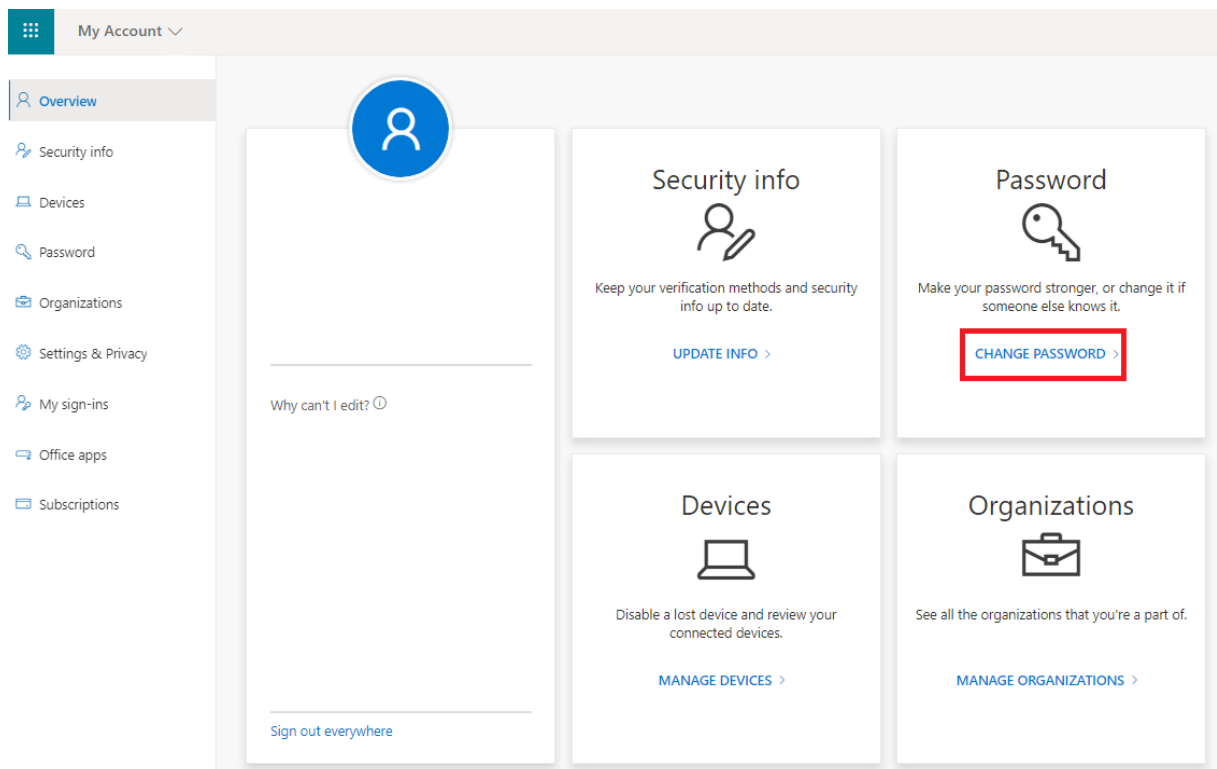 My Account
Overview
Security info
Devices
Password
Organizations
Settings & Privacy
My sign-ins
Office apps
Subscriptions
Why can't I edit?
Sign out everywhere
Security info
Keep your verification methods and security
info up to date.
UPDATE INFO
Password
Make your password stronger, or change it if
someone else knows it.
CHANGE PASSWORD
Devices
Disable a lost device and review your
connected devices.
MANAGE DEVICES
Organizations
See all the organizations that you're a part of.
MANAGE ORGANIZATIONS